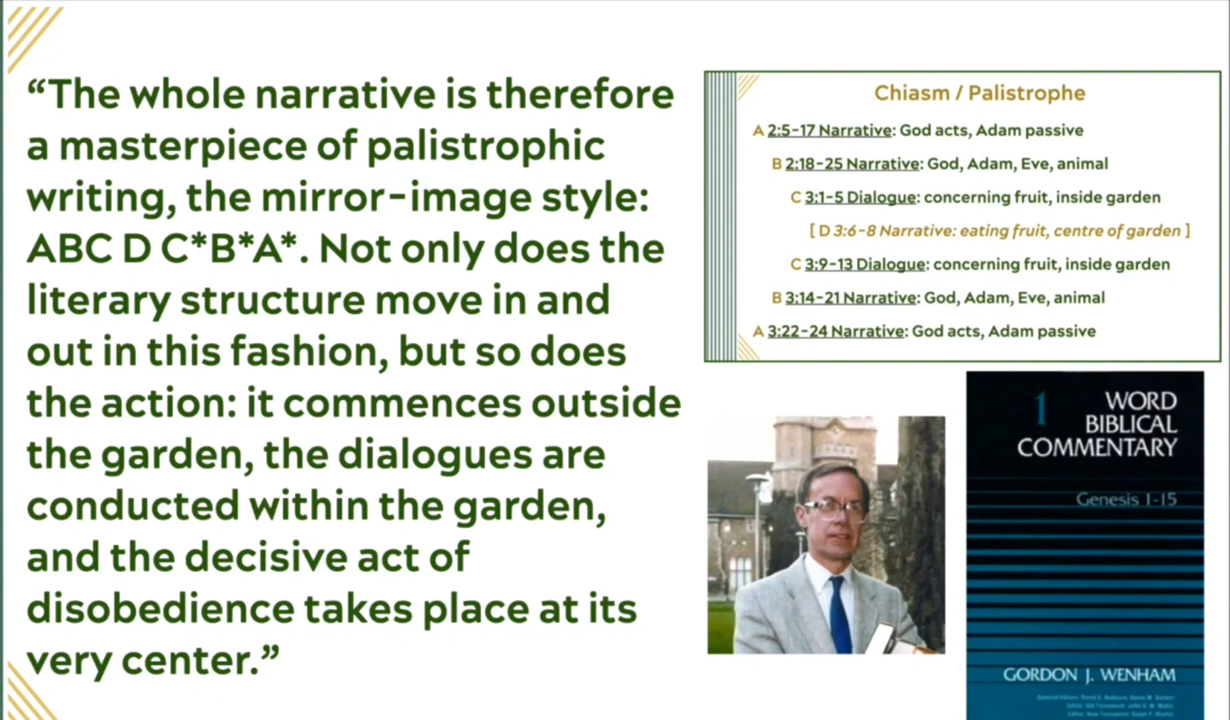 “The whole narrative is therefore
a masterpiece of palistrophic
writing, the mirror-image style:
ABC D C*B*A*. Not only does the
literary structure move in and
out in this fashion, but so does
the action: it commences outside
the garden, the dialogues are
conducted within the garden,
and the decisive act of
disobedience takes place at its
very center.”
Chiasm / Palistrophe
A 2:5-17 Narrative: God acts, Adam passive
B 2:18-25 Narrative: God, Adam, Eve, animal
C 3:1-5 Dialogue: concerning fruit, inside garden
[ D 3:6-8 Narrative: eating fruit, centre of garden ]
C 3:9-13 Dialogue: concerning fruit, inside garden
B 3:14-21 Narrative: God, Adam, Eve, animal
A 3:22-24 Narrative: God acts, Adam passive
1 WORD
BIBLICAL
COMMENTARY
Genesis 1-15
GORDON J. WENHAM